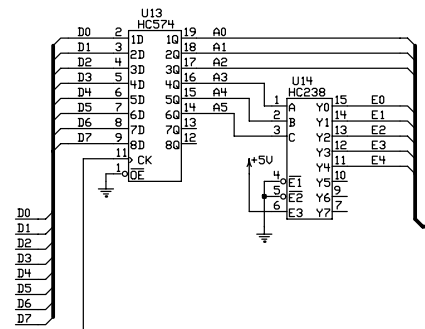 U13
HC574
D0 2 1D 1Q 19 A0
D1 3 2D 2Q 18 A1
D2 4 3D 3Q 17 A2
D3 5 4D 4Q 16 A3
D4 6 5D 5Q 15 A4
D5 7 6D 6Q 14 A5
D6 8 7D 7Q 13
D7 9 8D 8Q 12
11 CK
1 OE
U14
HC238
1 A Y0 15 E0
2 B Y1 14 E1
3 C Y2 13 E2
Y3 12 E3
Y4 11 E4
+5V
4 E1 Y5 10
5 E2 Y6 9
6 E3 Y7 7
D0
D1
D2
D3
D4
D5
D6
D7